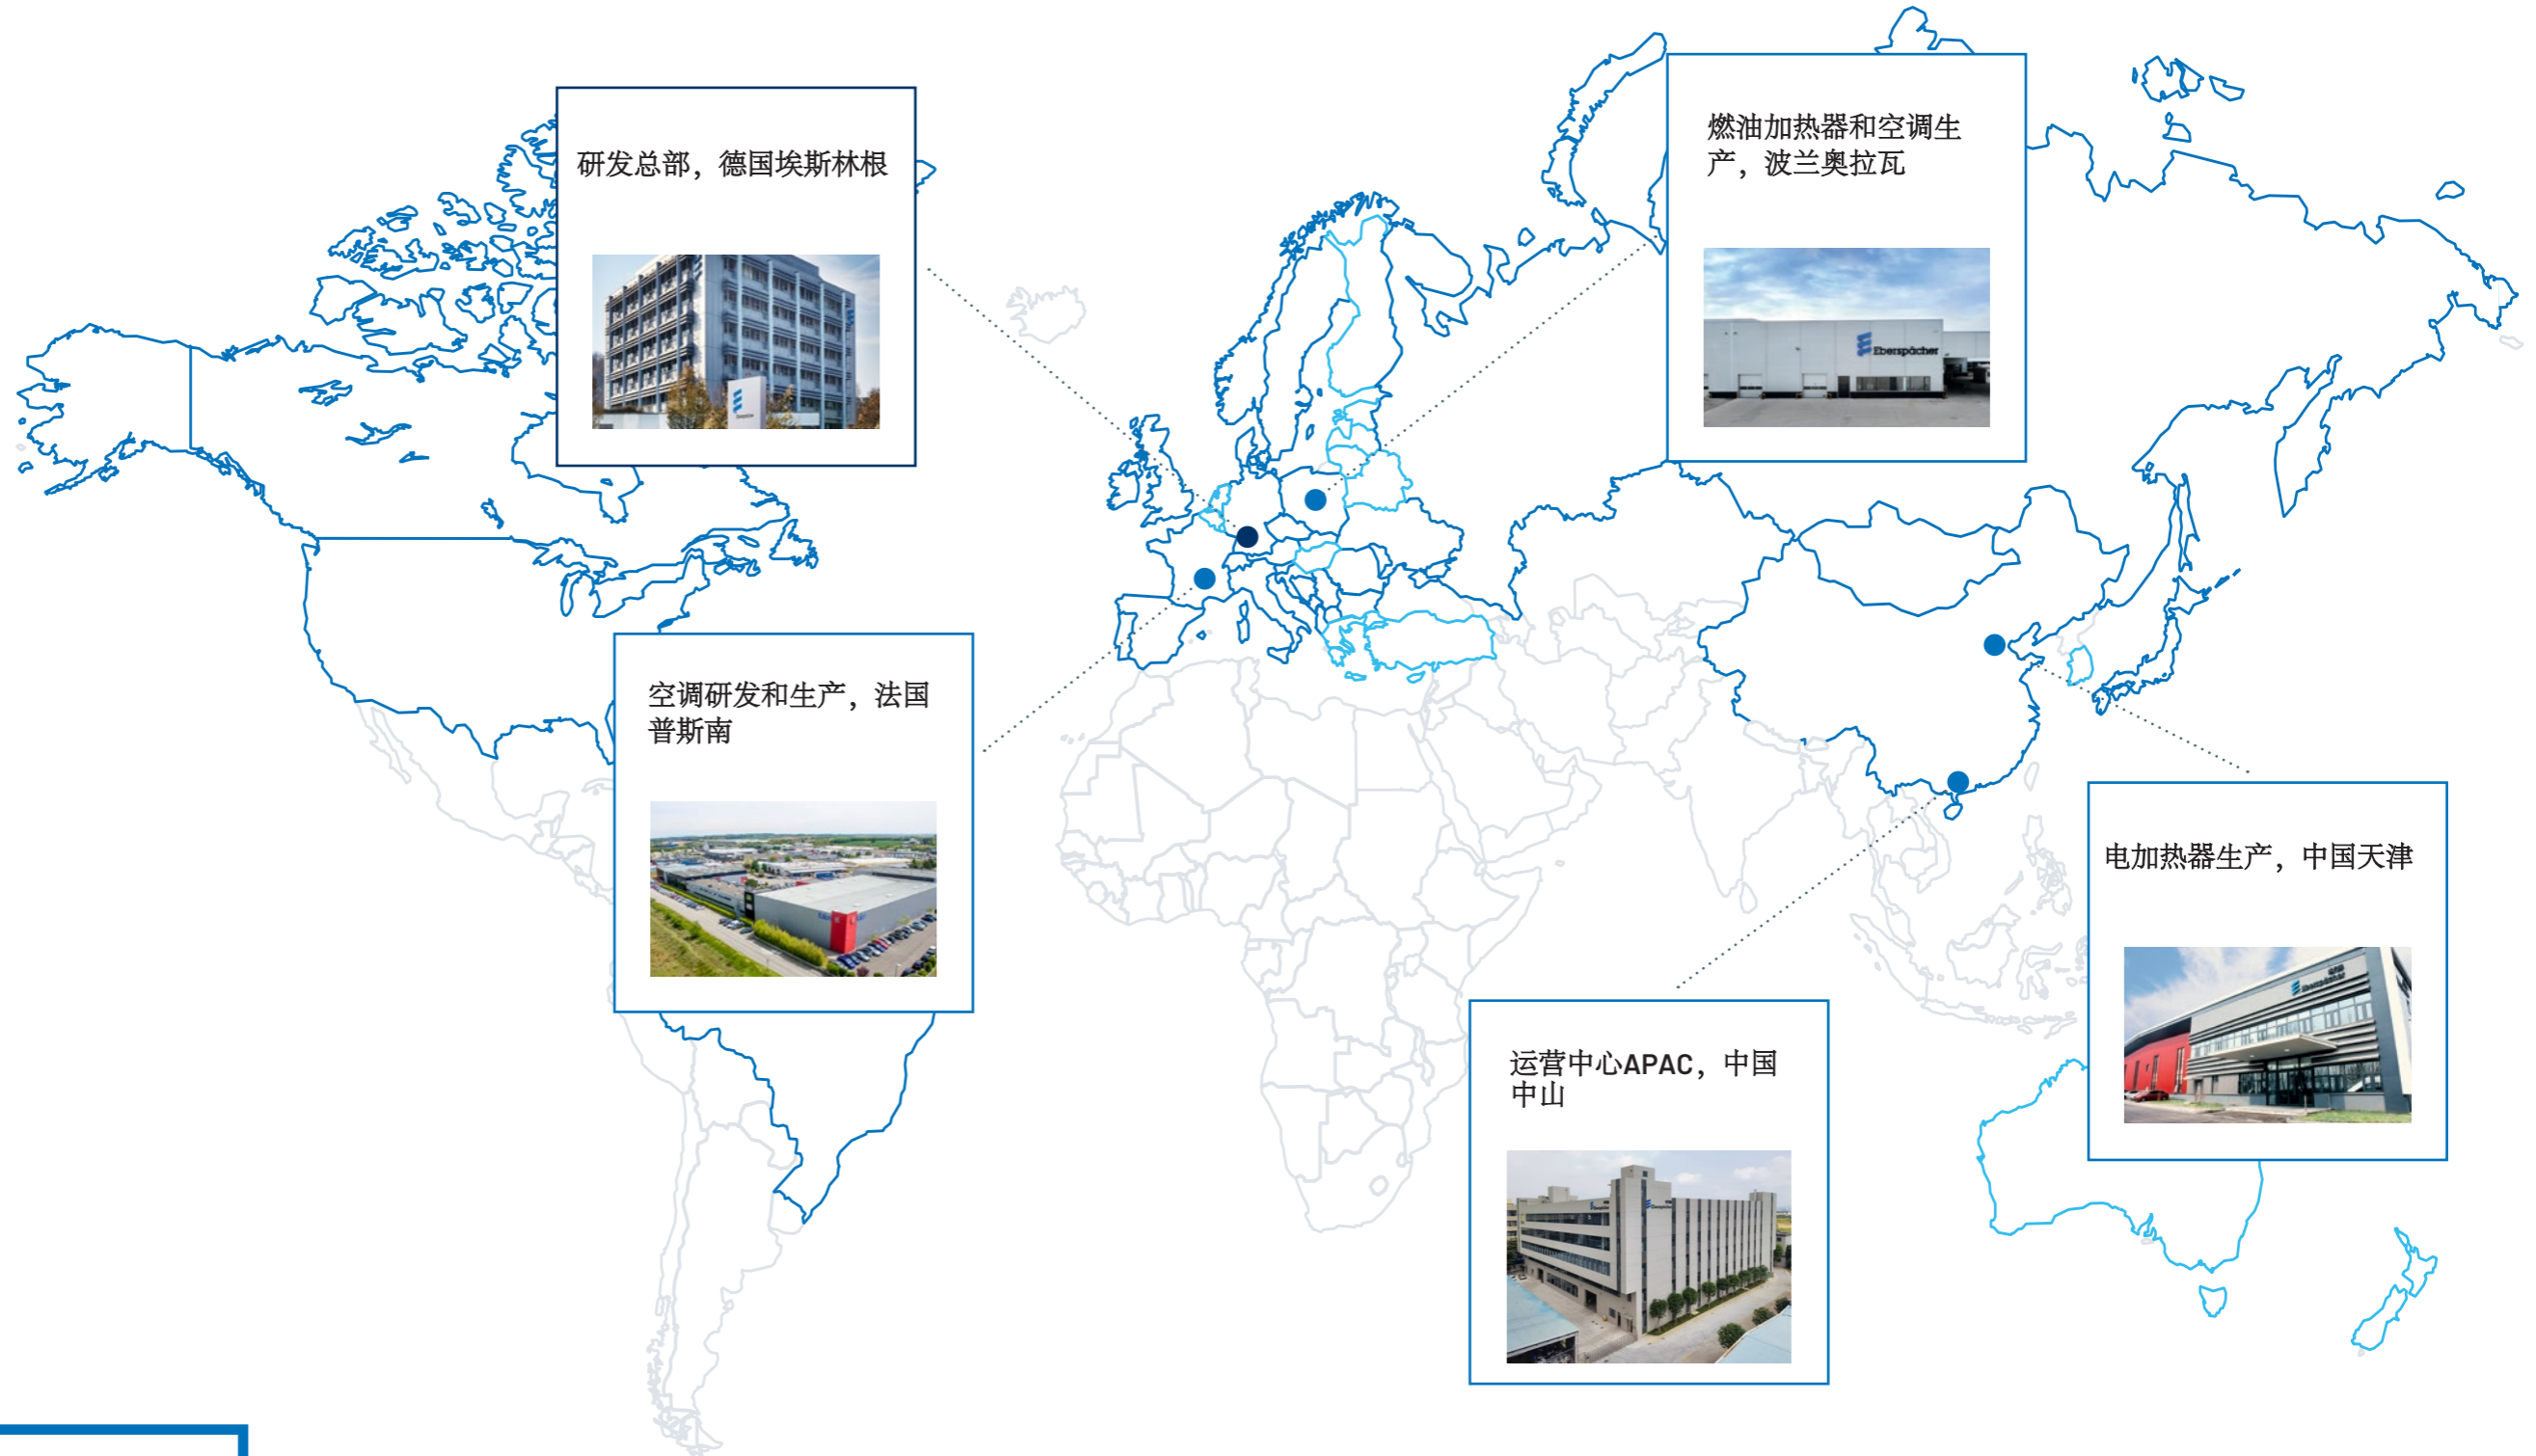 研发总部，德国埃斯林根
燃油加热器和空调生
产，波兰奥拉瓦
Eberspächer
空调研发和生产，法国
普斯南
电加热器生产，中国天津
Eberspächer
运营中心APAC，中国
中山
Eberspächer